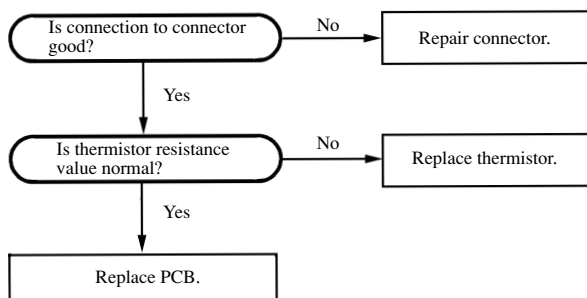 Is connection to connector
good?
No
Repair connector.
Yes
Is thermistor resistance
value normal?
No
Replace thermistor.
Yes
Replace PCB.